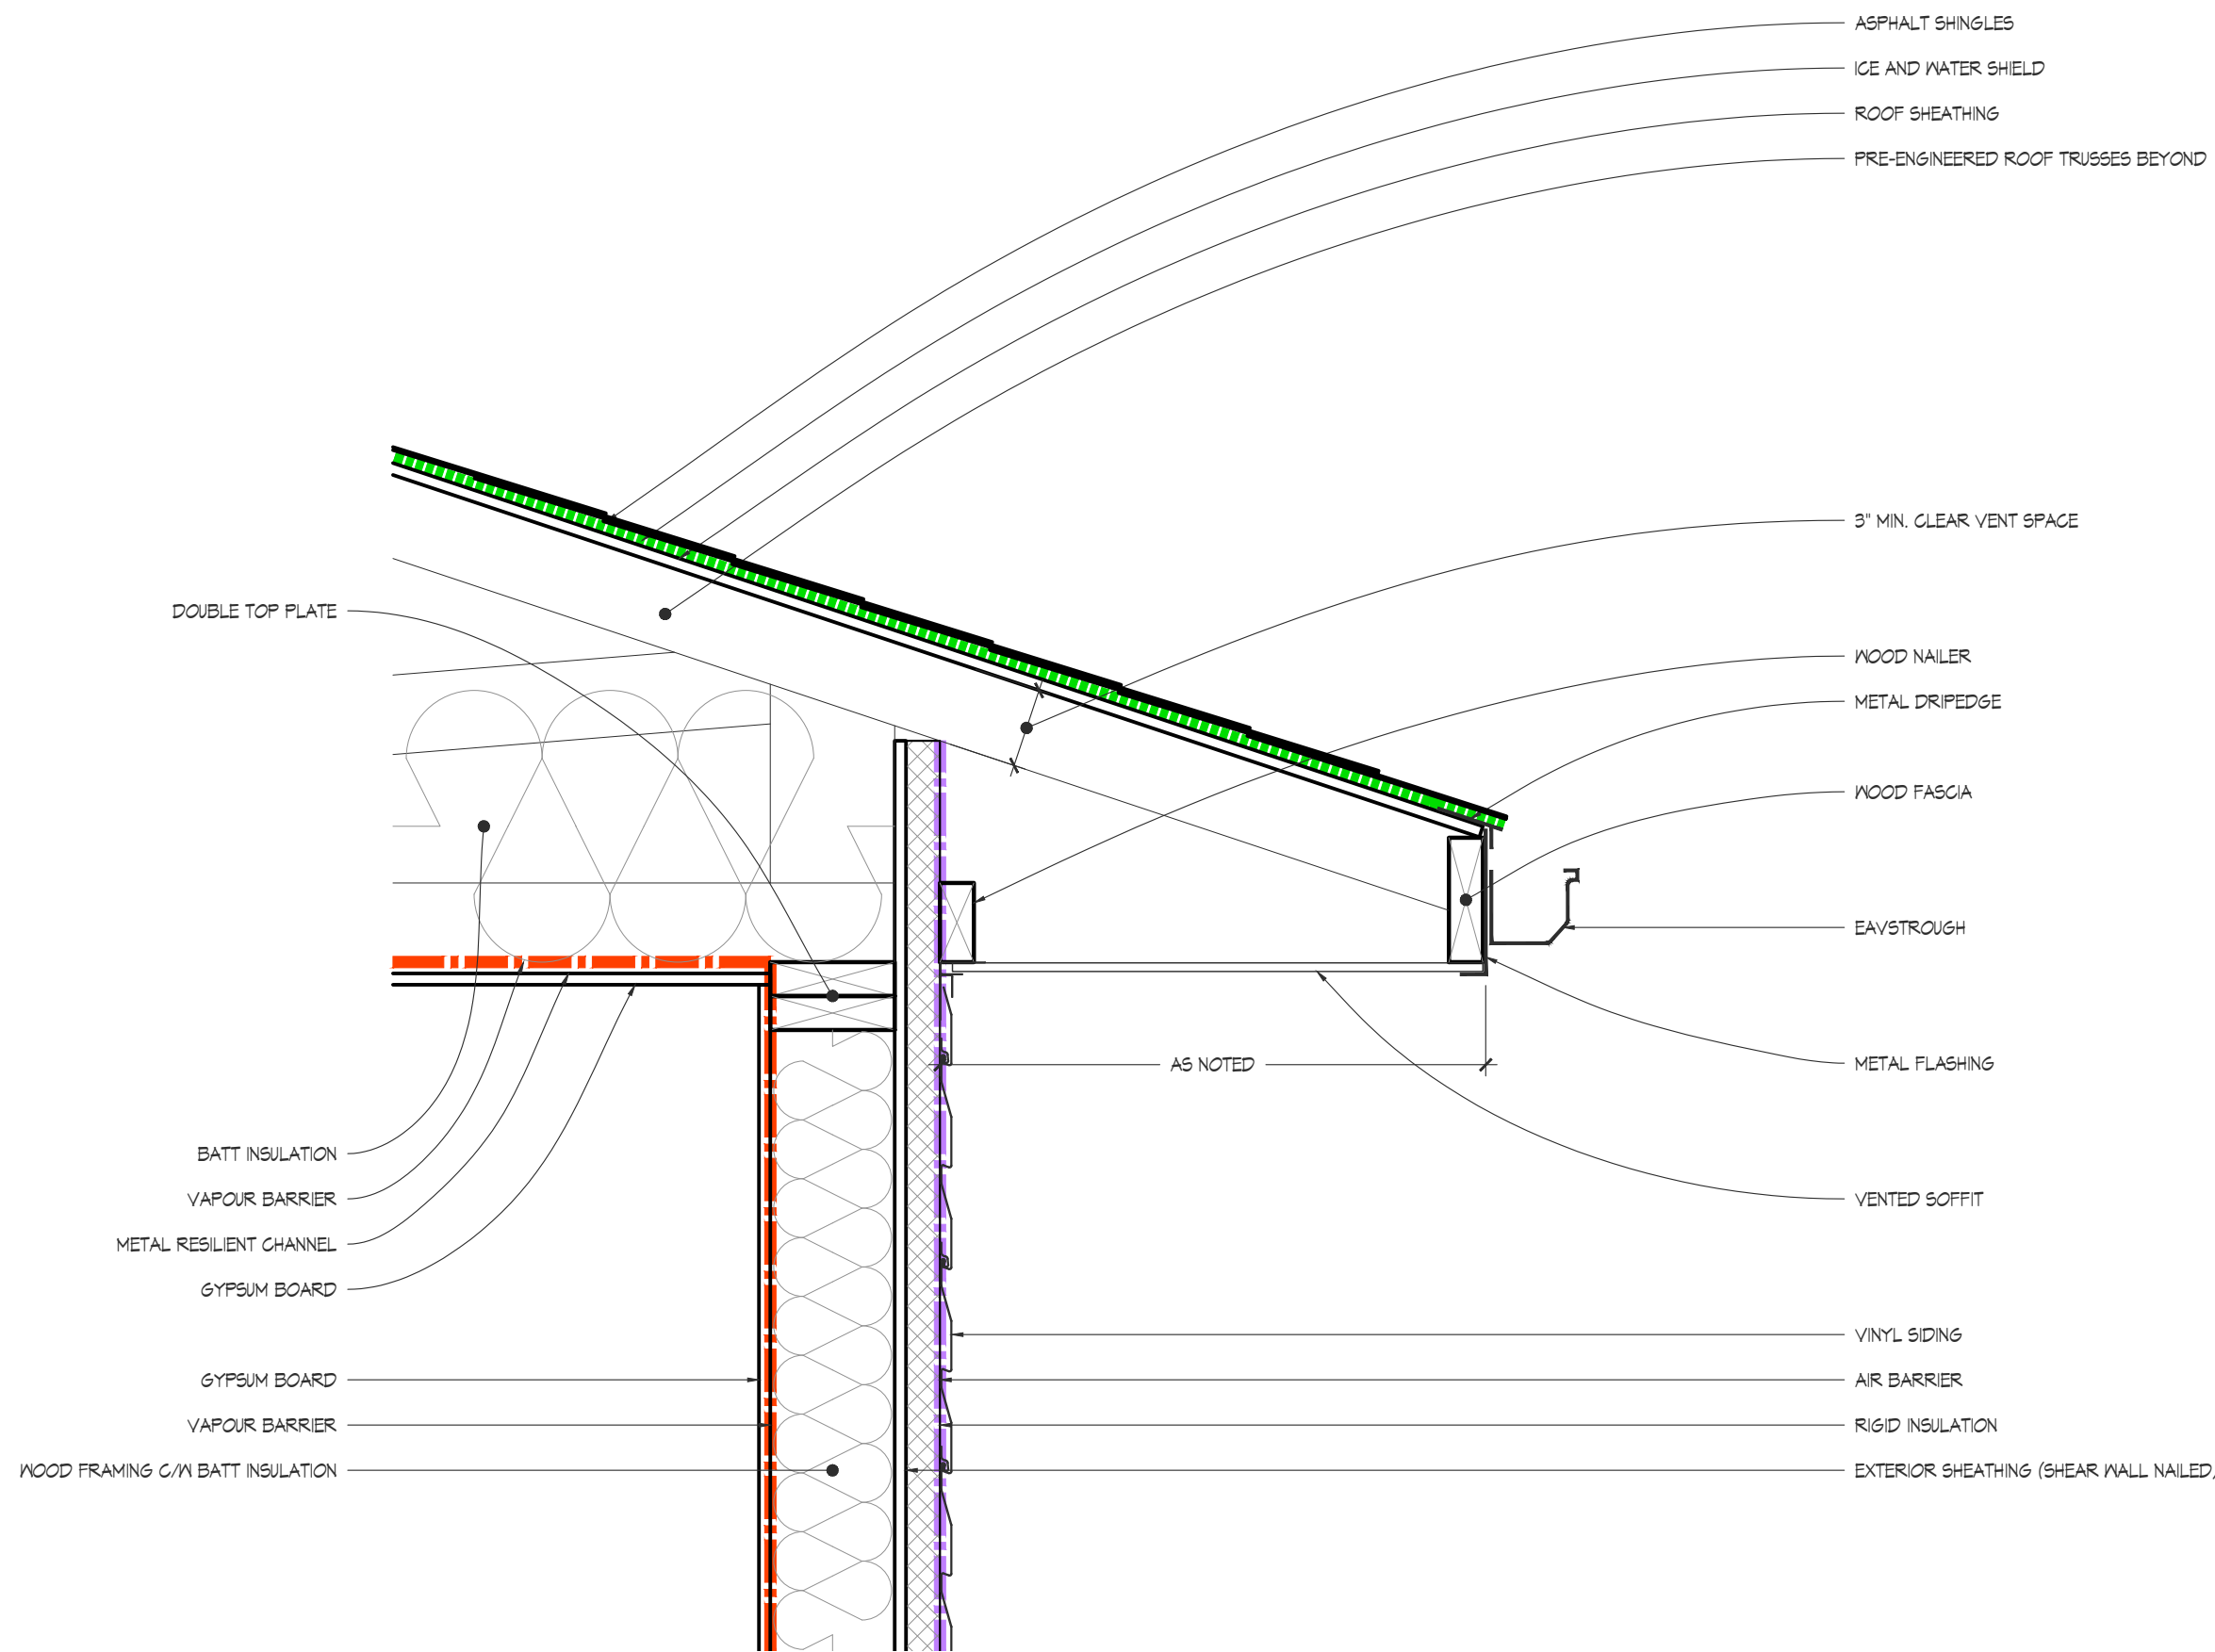 ASPHALT SHINGLES
ICE AND WATER SHIELD
ROOF SHEATHING
PRE-ENGINEERED ROOF TRUSSES BEYOND
3" MIN. CLEAR VENT SPACE
DOUBLE TOP PLATE
WOOD NAILER
METAL DRIPEDGE
WOOD FASCIA
EAVSTROUGH
METAL FLASHING
AS NOTED
BATT INSULATION
VAPOUR BARRIER
VENTED SOFFIT
METAL RESILIENT CHANNEL
GYPSUM BOARD
VINYL SIDING
GYPSUM BOARD
AIR BARRIER
VAPOUR BARRIER
RIGID INSULATION
WOOD FRAMING C/W BATT INSULATION
EXTERIOR SHEATHING (SHEAR WALL NAILED,